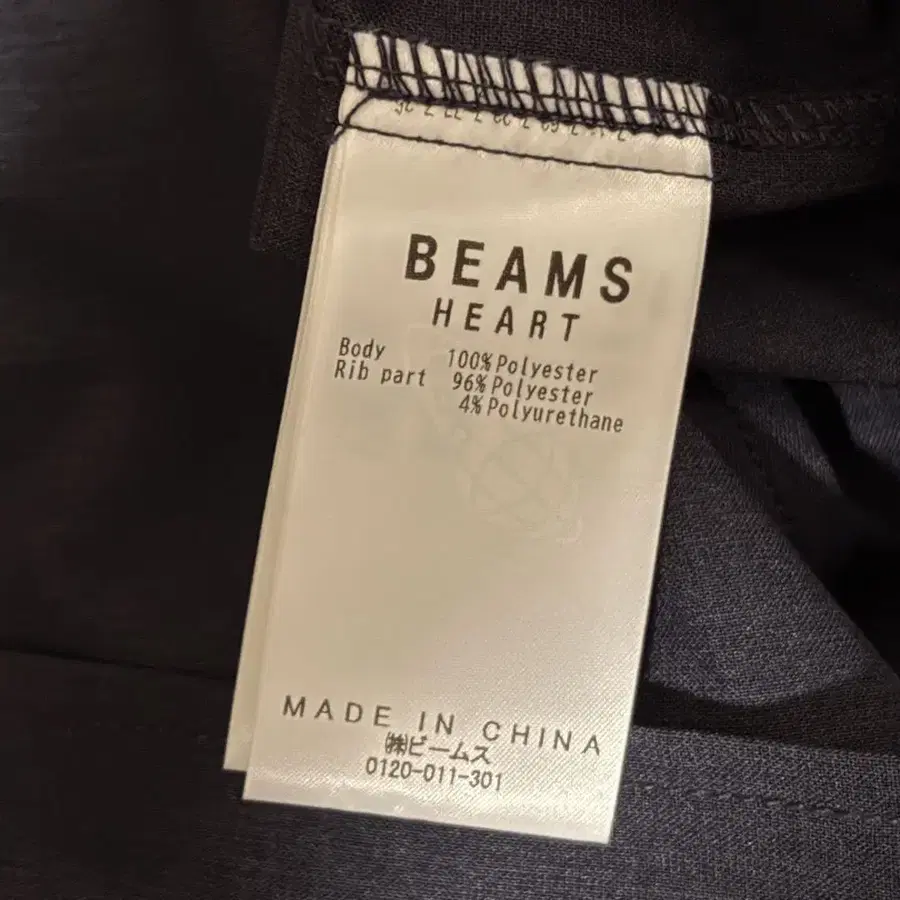 BEAMS
HEART
Body 100% Polyester
Rib part 96% Polyester
4% Polyurethane
MADE IN CHINA
㈱ビームス
0120-011-301